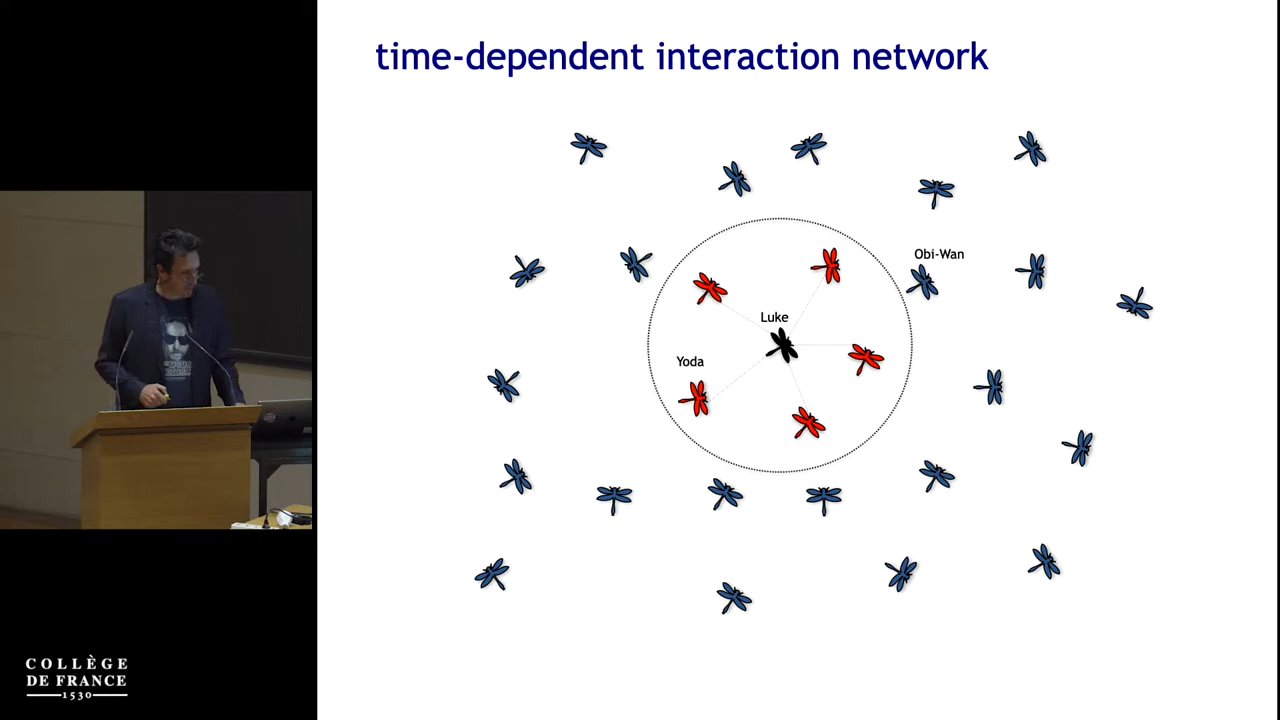 time-dependent interaction network
Obi-Wan
Luke
Yoda
COLLÈGE
DE FRANCE
1530